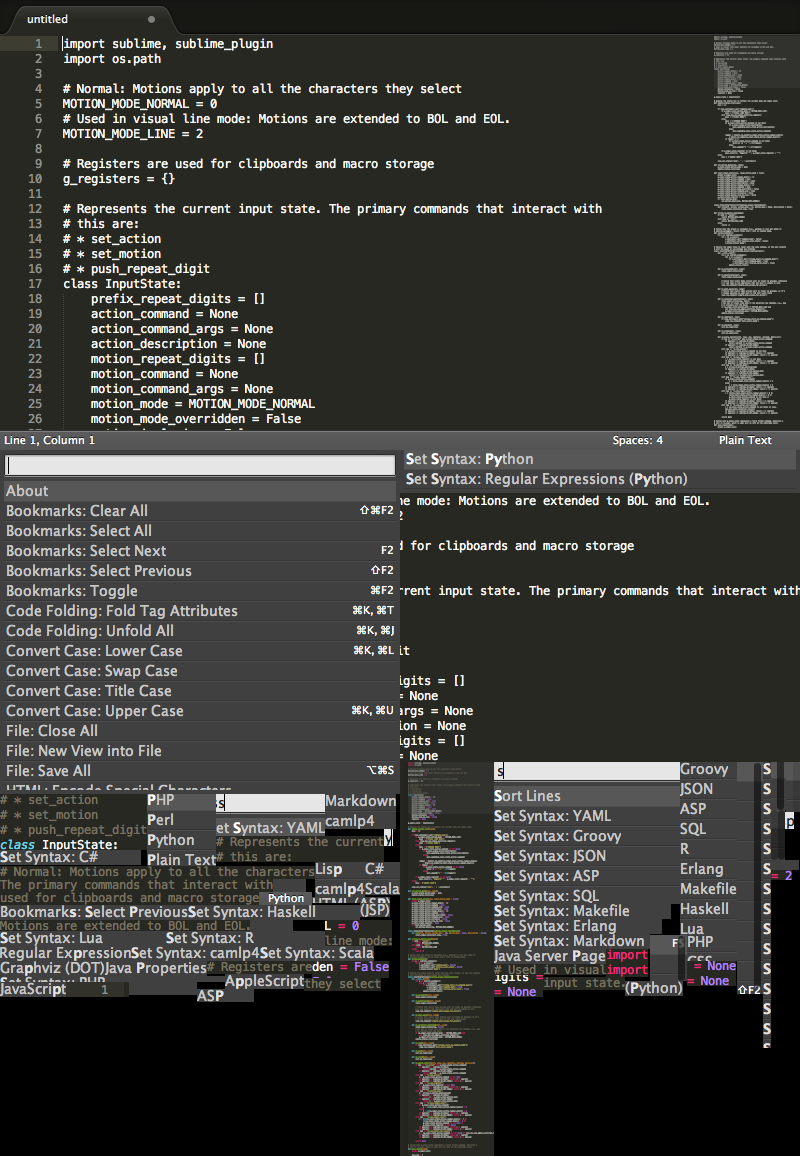 untitled
1 import sublime, sublime_plugin
2 import os.path
3
4 # Normal: Motions apply to all the characters they select
5 MOTION_MODE_NORMAL = 0
6 # Used in visual line mode: Motions are extended to BOL and EOL.
7 MOTION_MODE_LINE = 2
8
9 # Registers are used for clipboards and macro storage
10 g_registers = {}
11
12 # Represents the current input state. The primary commands that interact with
13 # this are:
14 # * set_action
15 # * set_motion
16 # * push_repeat_digit
17 class InputState:
18 prefix_repeat_digits = []
19 action_command = None
20 action_command_args = None
21 action_description = None
22 motion_repeat_digits = []
23 motion_command = None
24 motion_command_args = None
25 motion_mode = MOTION_MODE_NORMAL
26 motion_mode_overridden = False
Line 1, Column 1 Spaces: 4 Plain Text
About
Bookmarks: Clear All ⇧⌘F2
Bookmarks: Select All
Bookmarks: Select Next F2
Bookmarks: Select Previous ⇧F2
Bookmarks: Toggle ⌘F2
Code Folding: Fold Tag Attributes ⌘K, ⌘T
Code Folding: Unfold All ⌘K, ⌘J
Convert Case: Lower Case ⌘K, ⌘L
Convert Case: Swap Case
Convert Case: Title Case
Convert Case: Upper Case ⌘K, ⌘U
File: Close All
File: New View into File
File: Save All ⌥⌘S
HTML: Encode Special Characters
Set Syntax: Python
Set Syntax: Regular Expressions (Python)
ne mode: Motions are extended to BOL and EOL.
2
d for clipboards and macro storage
rrent input state. The primary commands that interact with
it
igits = []
= None
args = None
ion = None
igits = []
= None
# * set_action
# * set_motion
# * push_repeat_digit
class InputState:
Set Syntax: C#
PHP
Perl
Python
Plain Text
s
et Syntax: YAML
# Represents the current
# this are:
Markdown
camlp4
Y
# Normal: Motions apply to all the characters
The primary commands that interact with
used for clipboards and macro storage
Python
Lisp C#
camlp4Scala
HTML (ASP)
(JSP)
Bookmarks: Select PreviousSet Syntax: Haskell
Motions are extended to BOL and EOL.
L = 0
line mode:
Set Syntax: Lua Set Syntax: R
Regular ExpressionSet Syntax: camlp4Set Syntax: Scala
Graphviz (DOT)Java Properties# Registers areden = False
Set Syntax: PHP
AppleScriptthey select
JavaScript 1
ASP
s
Sort Lines
Set Syntax: YAML
Set Syntax: Groovy
Set Syntax: JSON
Set Syntax: ASP
Set Syntax: SQL
Set Syntax: Makefile
Set Syntax: Erlang
Set Syntax: Markdown
Java Server Pageimport
# Used in visualimport
igits = input state.
= None
(Python)
Groovy
JSON
ASP
SQL
R
Erlang
Makefile
Haskell
Lua
PHP
CSS
= None
= None
⇧F2
S
p
S
S
S
S
= 2
S
S
S
S
S
S
S
S